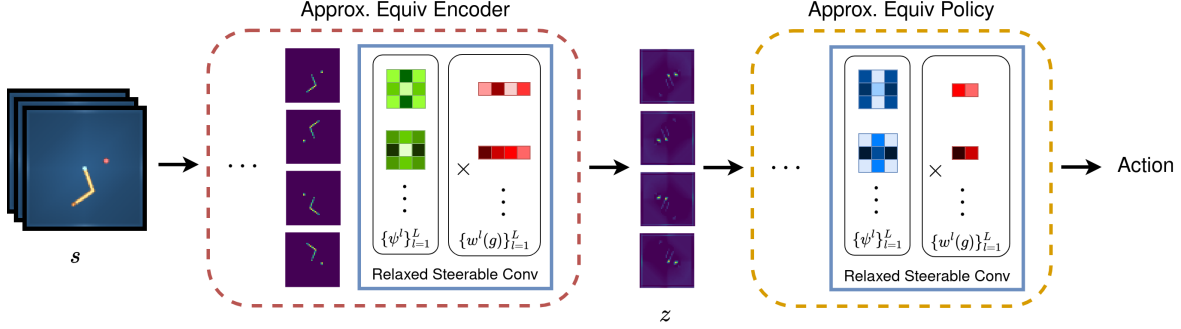 Approx. Equiv Encoder
Approx. Equiv Policy
s
...
×
{ψ^l}_{l=1}^L
{w^l(g)}_{l=1}^L
Relaxed Steerable Conv
z
...
×
{ψ^l}_{l=1}^L
{w^l(g)}_{l=1}^L
Relaxed Steerable Conv
Action